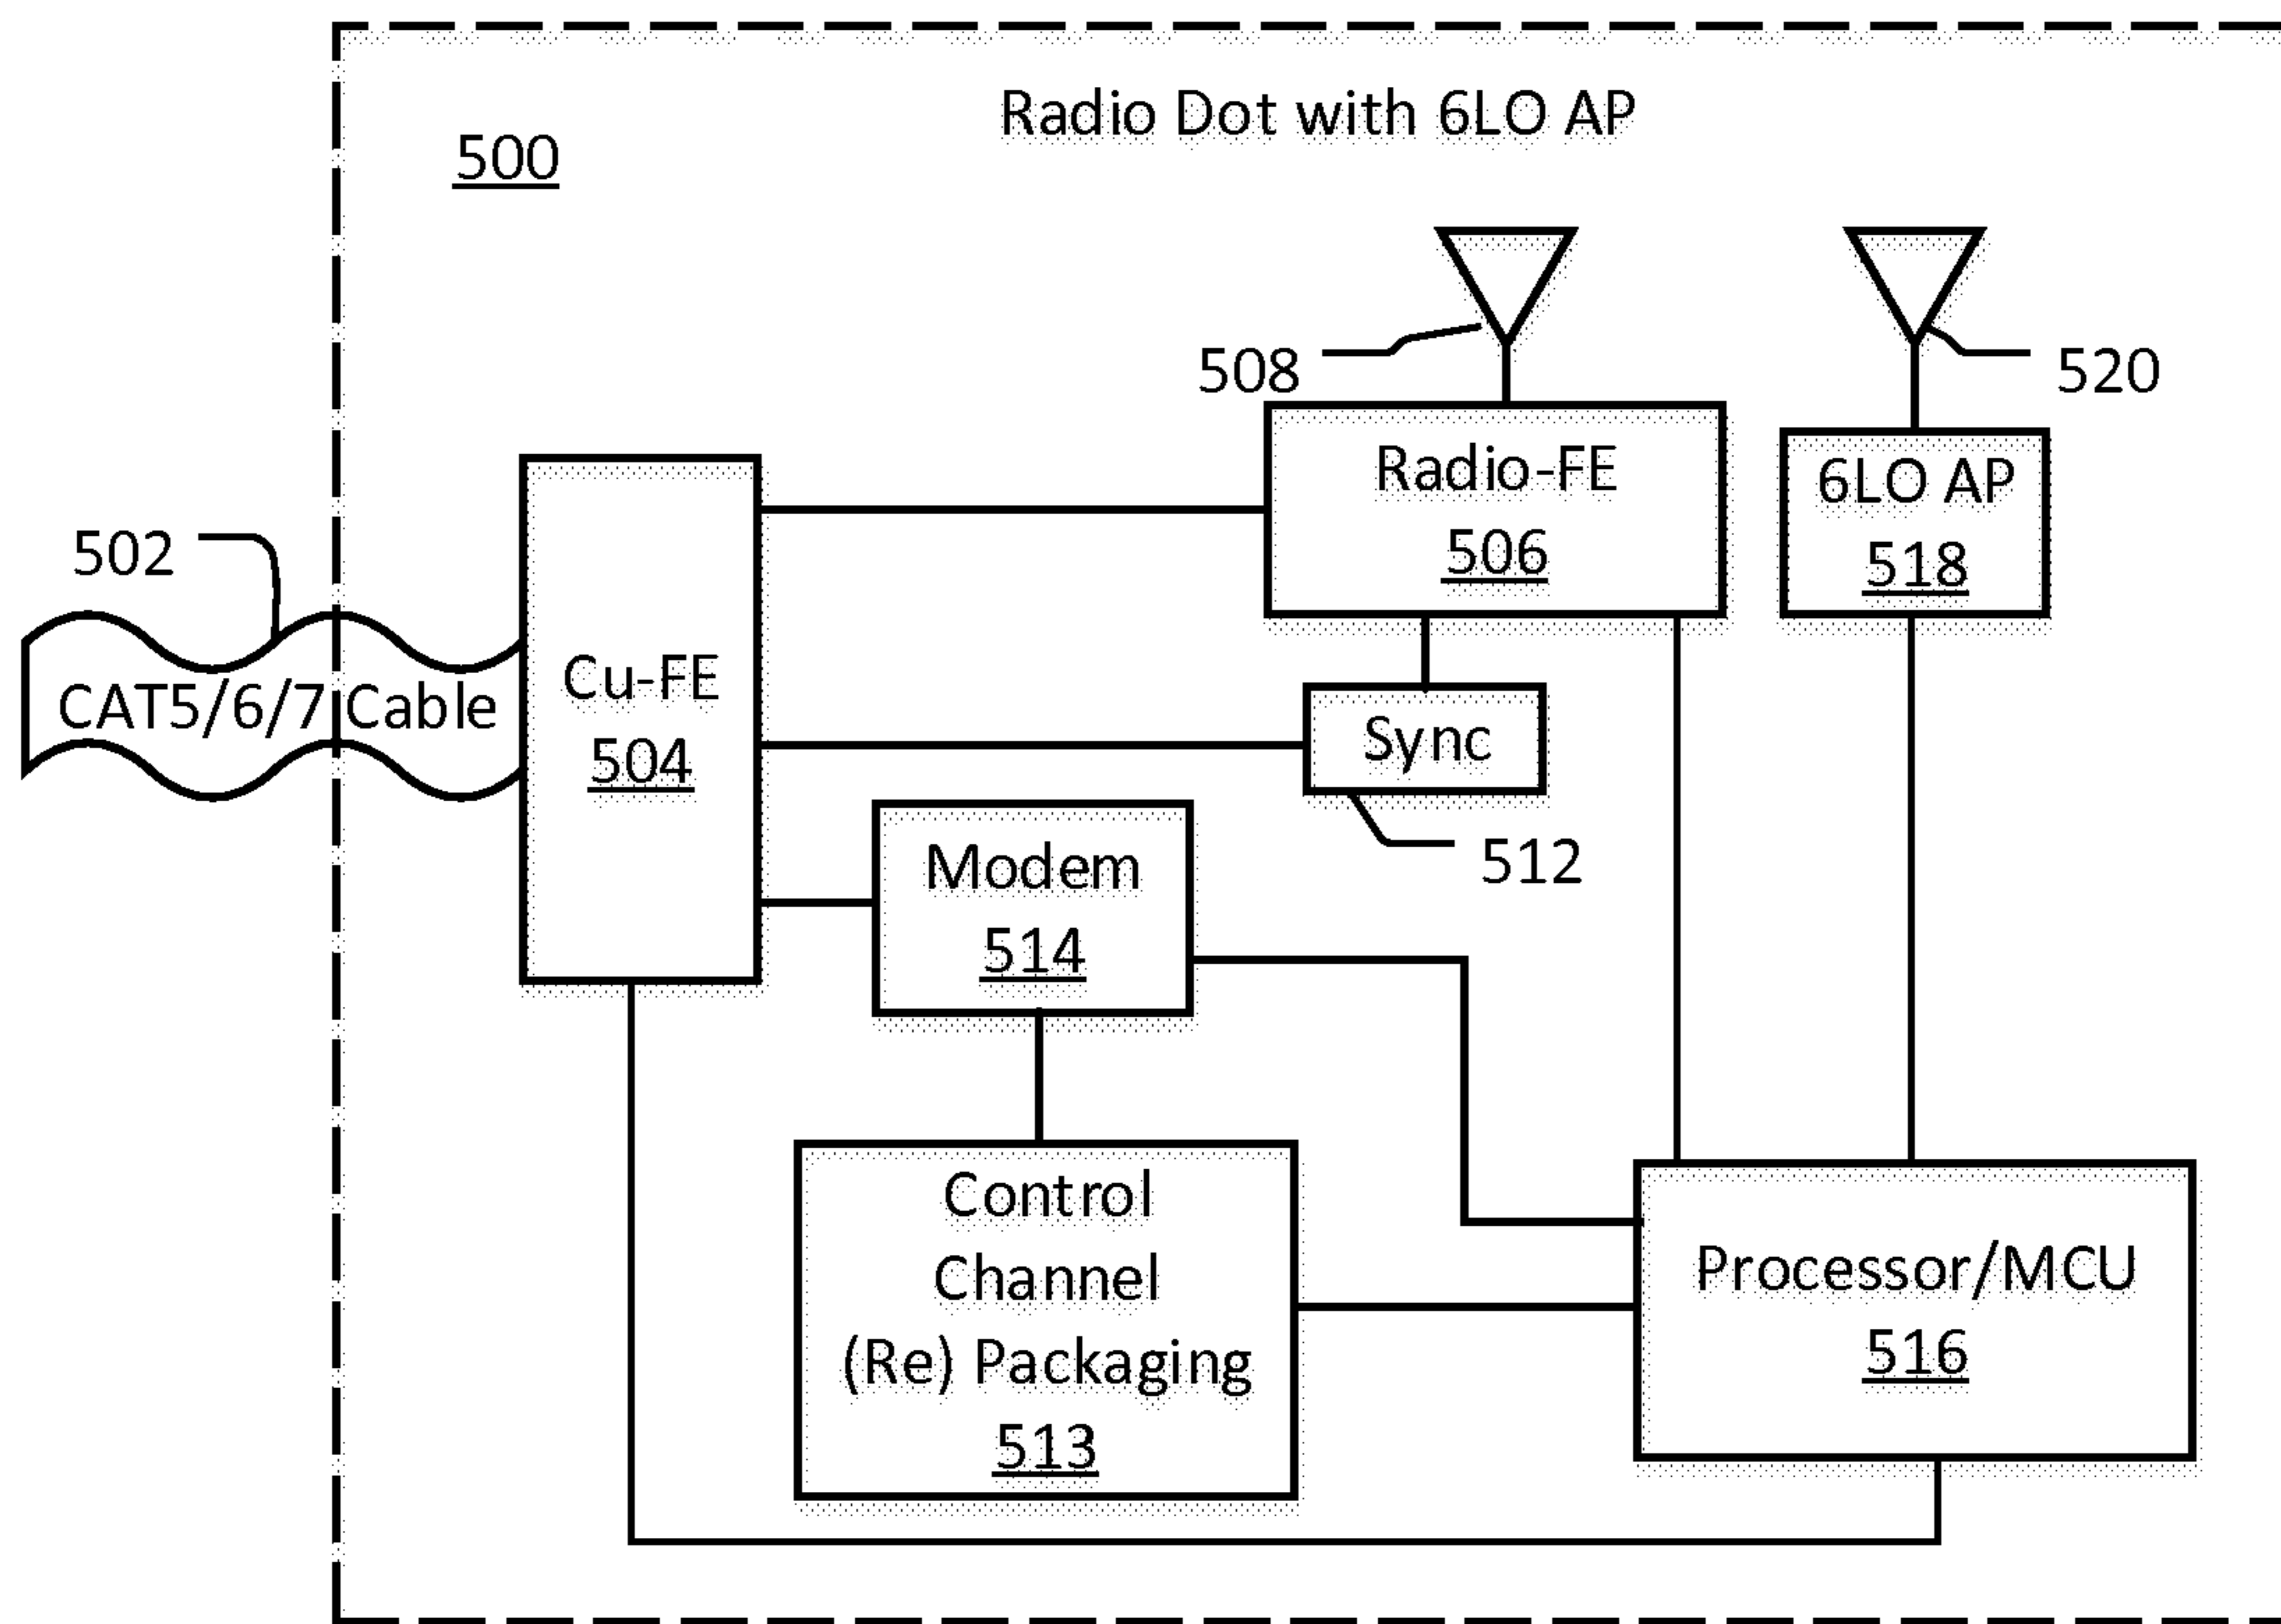 Radio Dot with 6LO AP
500
508
520
Radio-FE
506
6LO AP
518
502
CAT5/6/7 Cable
Cu-FE
504
Sync
512
Modem
514
Control
Channel
(Re) Packaging
513
Processor/MCU
516